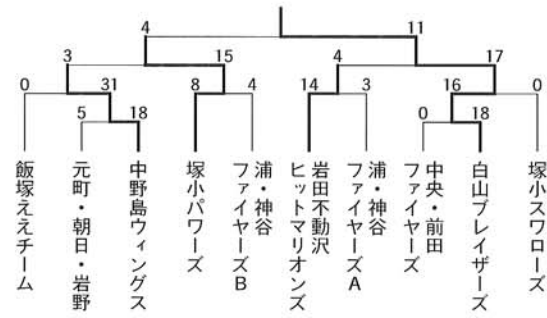 4 11
3 15 4 17
0 31 8 4 14 3 16 0
5 18 0 18
飯塚ええチーム
元町・朝日・岩野
中野島ウィングス
塚小パワーズ
浦・神谷
ファイヤーズB
岩田不動沢
ヒットマリオンズ
浦・神谷
ファイヤーズA
中央・前田
ファイヤーズ
白山ブレイザーズ
塚小スワローズ